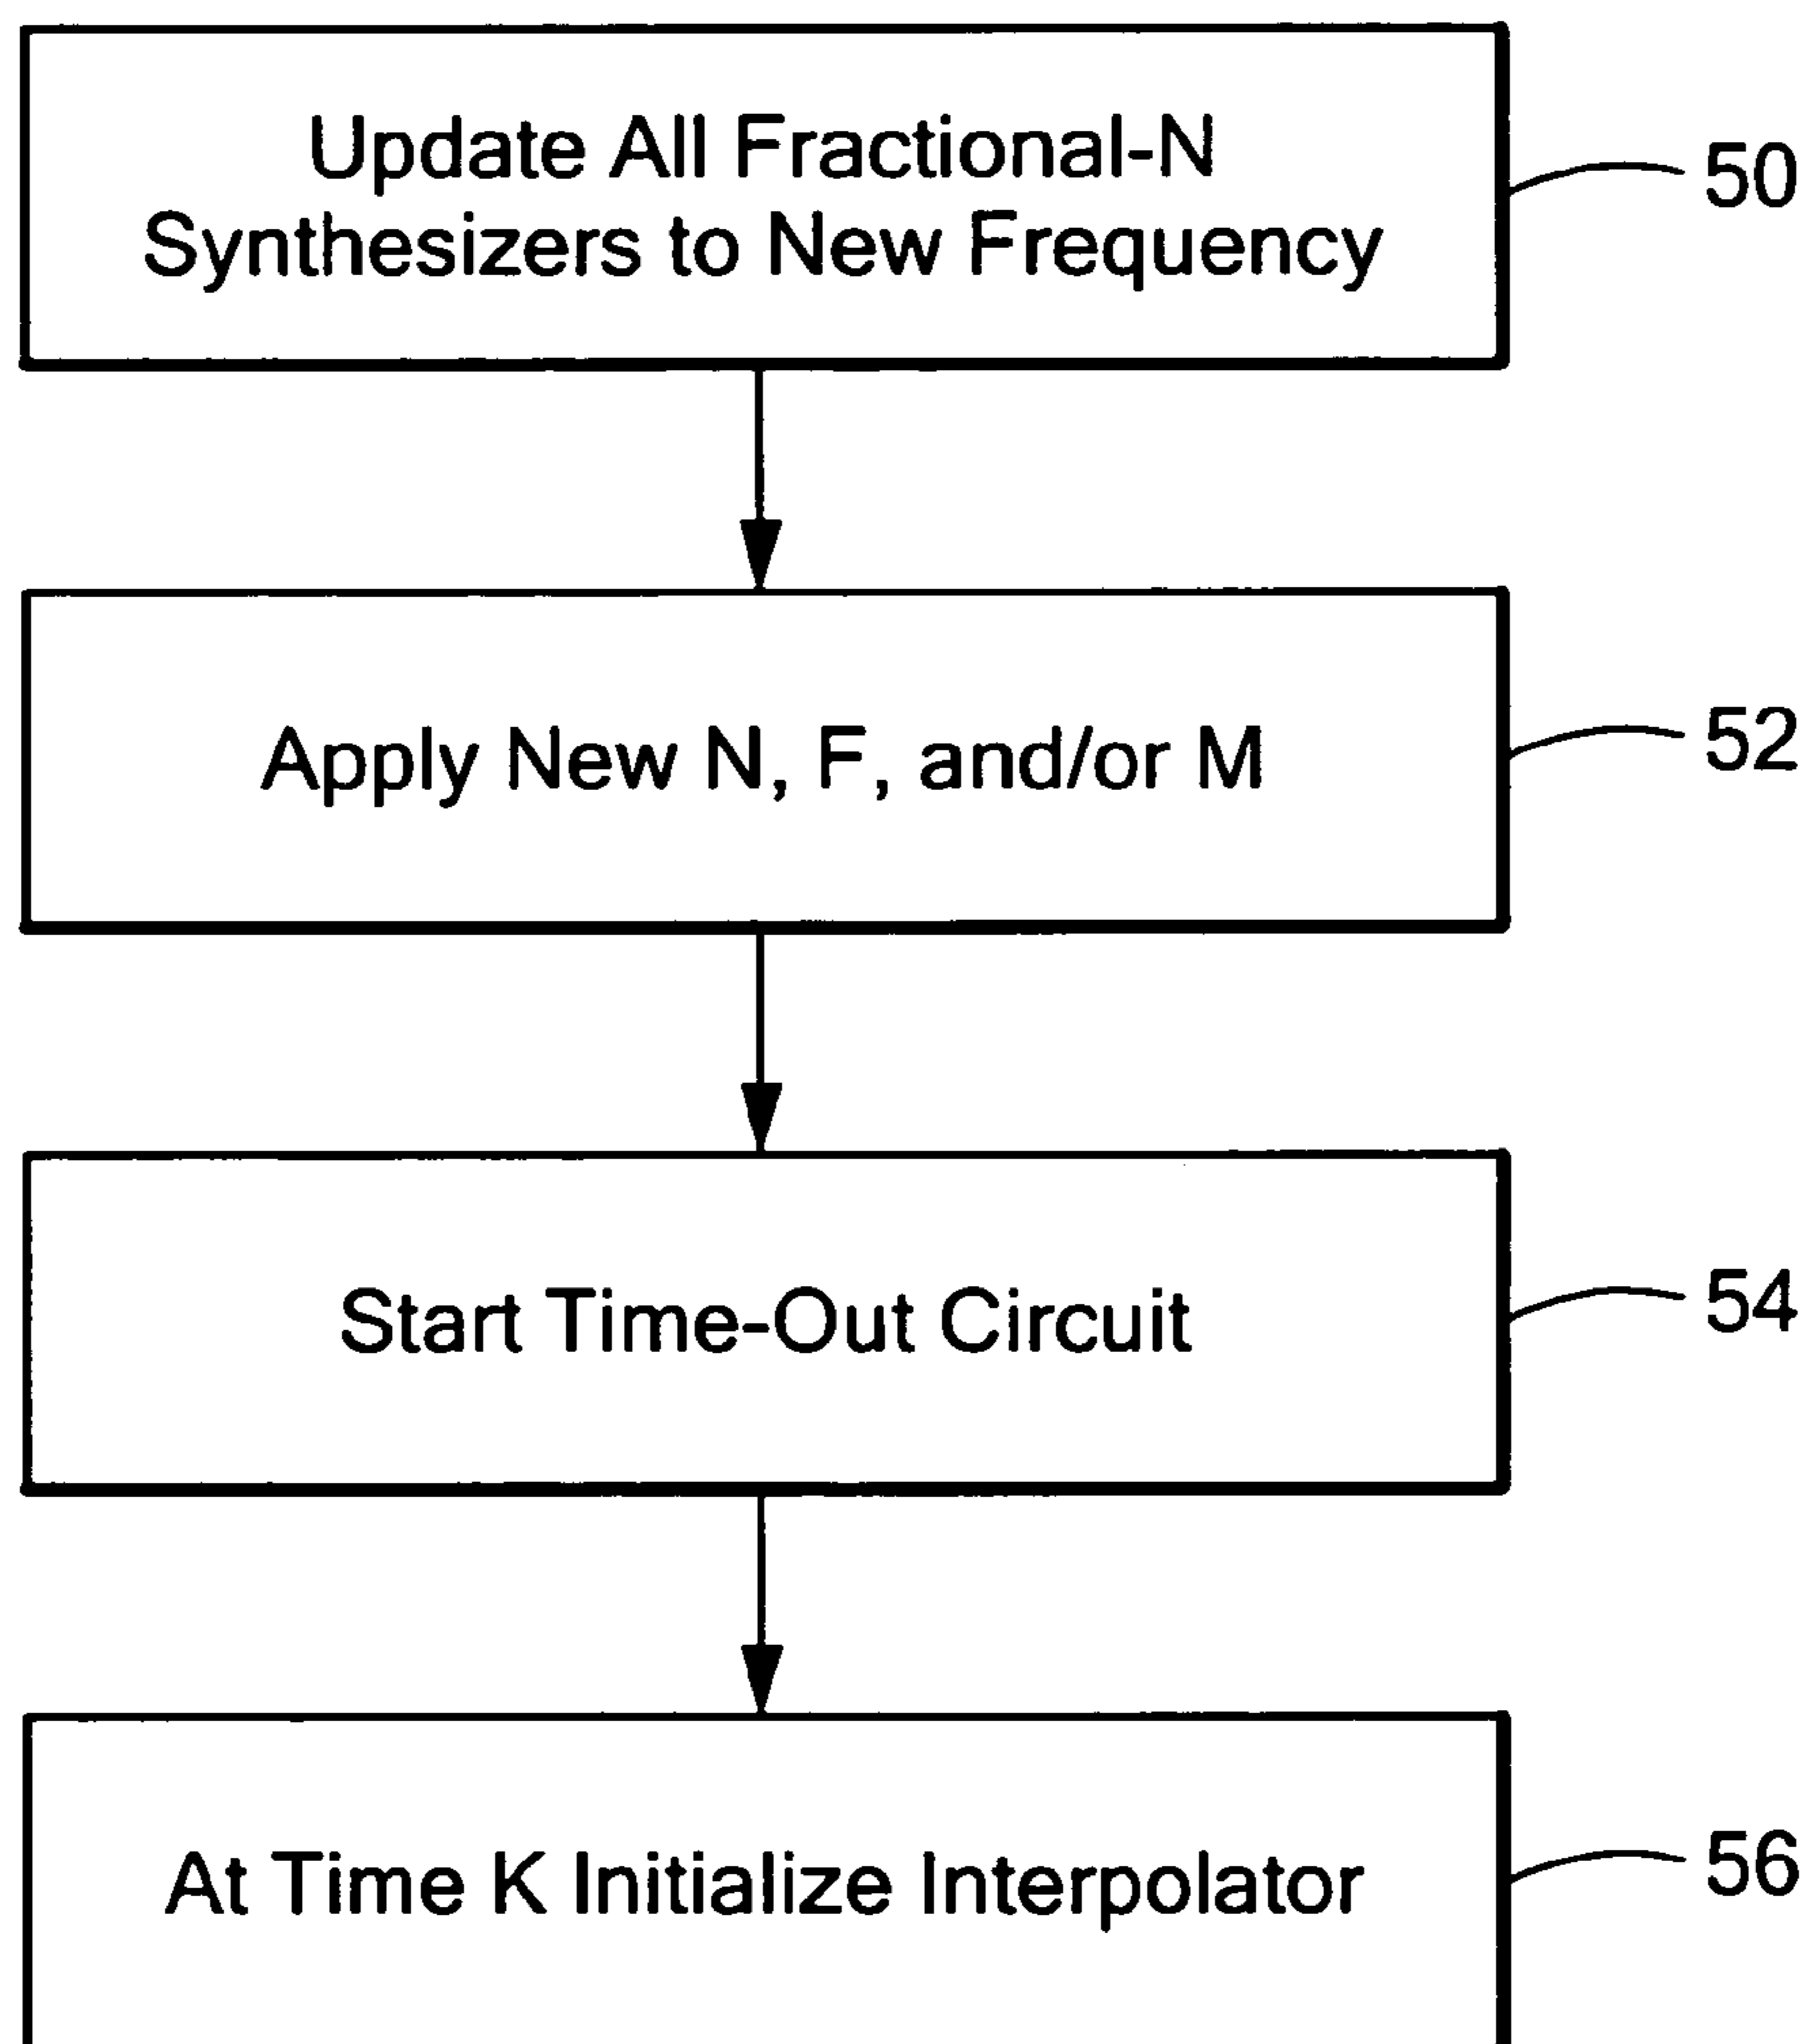 Update All Fractional-N
Synthesizers to New Frequency
50
Apply New N, F, and/or M
52
Start Time-Out Circuit
54
At Time K Initialize Interpolator
56